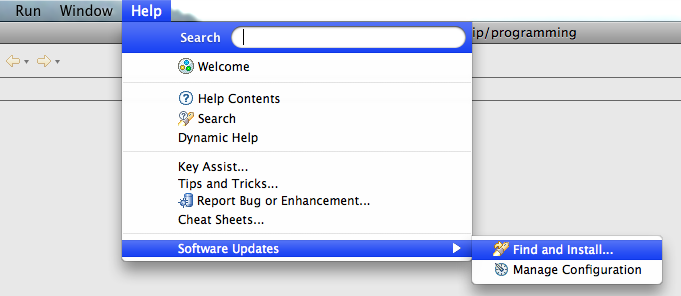 Run Window Help
Search
ip/programming
Welcome
Help Contents
Search
Dynamic Help
Key Assist...
Tips and Tricks...
Report Bug or Enhancement...
Cheat Sheets...
Software Updates
Find and Install...
Manage Configuration